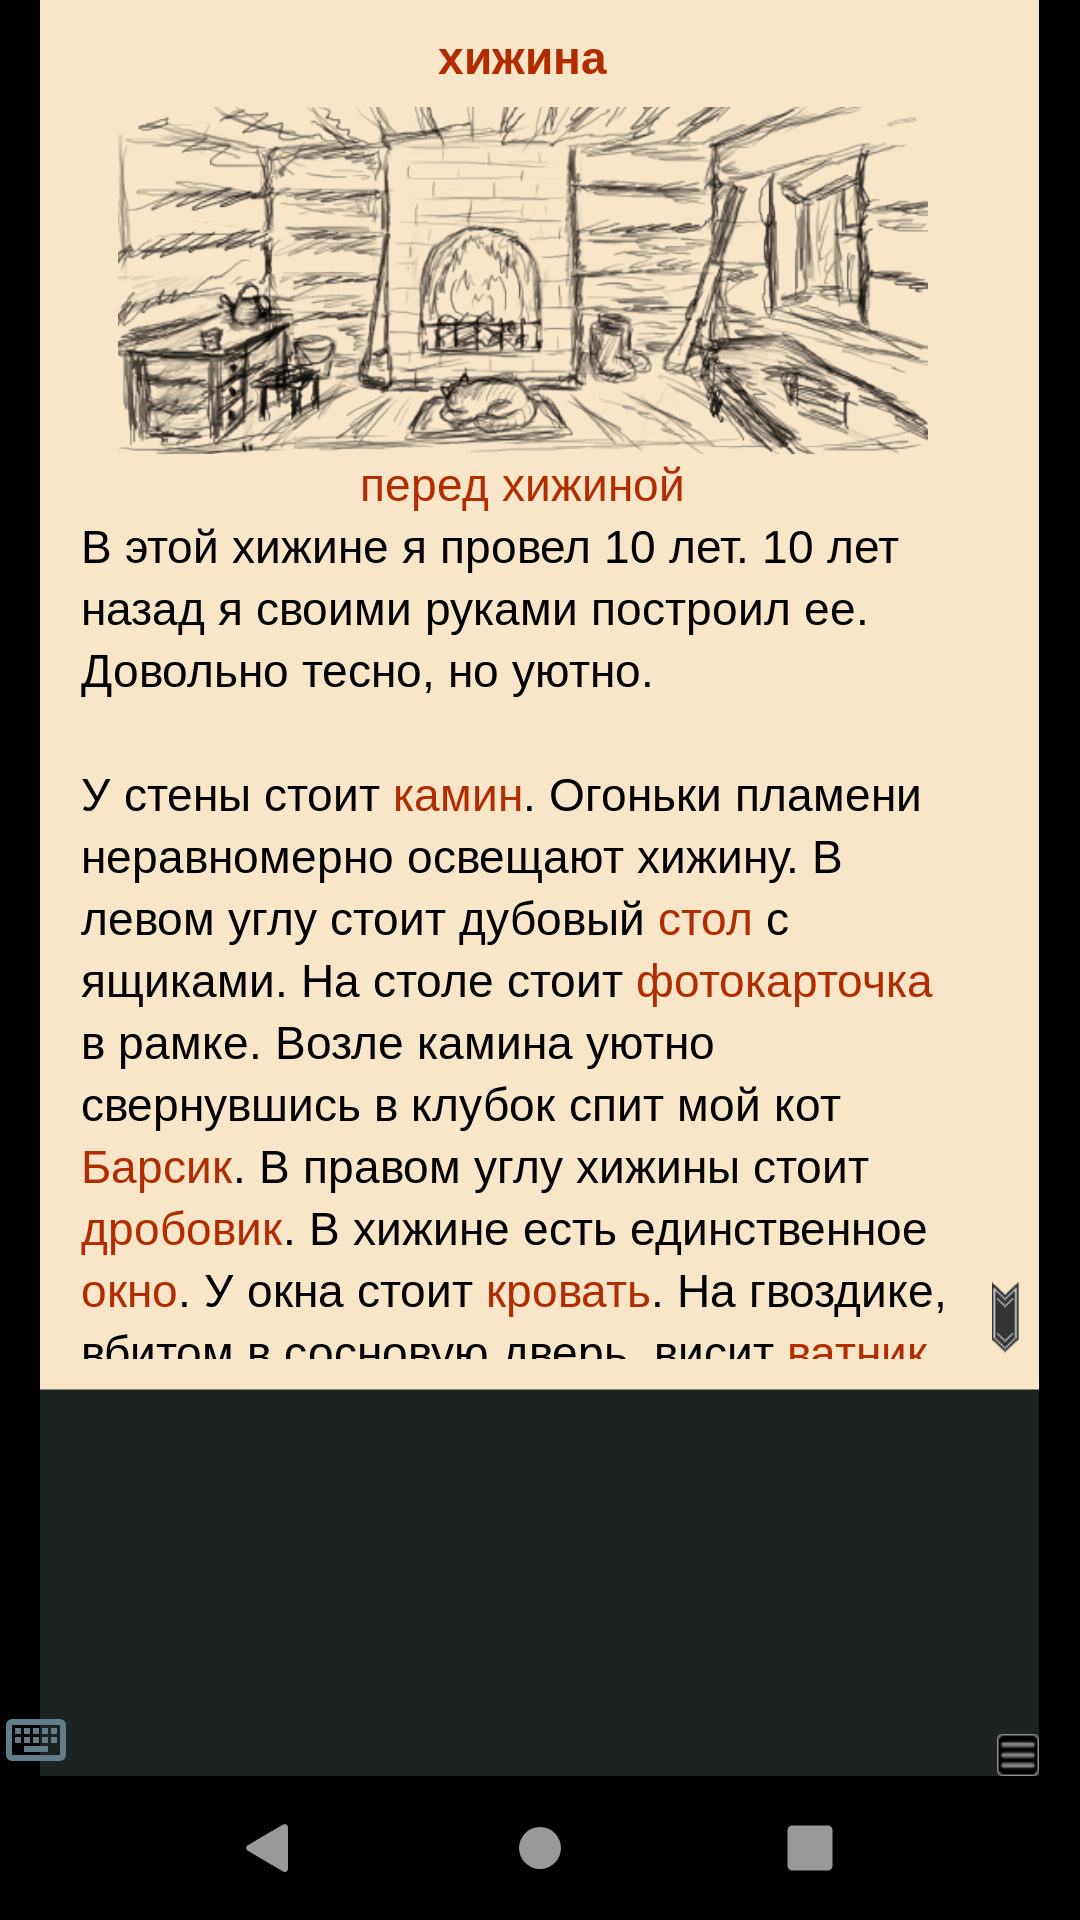 хижина
перед хижиной
В этой хижине я провел 10 лет. 10 лет
назад я своими руками построил ее.
Довольно тесно, но уютно.
У стены стоит камин. Огоньки пламени
неравномерно освещают хижину. В
левом углу стоит дубовый стол с
ящиками. На столе стоит фотокарточка
в рамке. Возле камина уютно
свернувшись в клубок спит мой кот
Барсик. В правом углу хижины стоит
дробовик. В хижине есть единственное
окно. У окна стоит кровать. На гвоздике,
вбитом в сосновую дверь, висит ватник